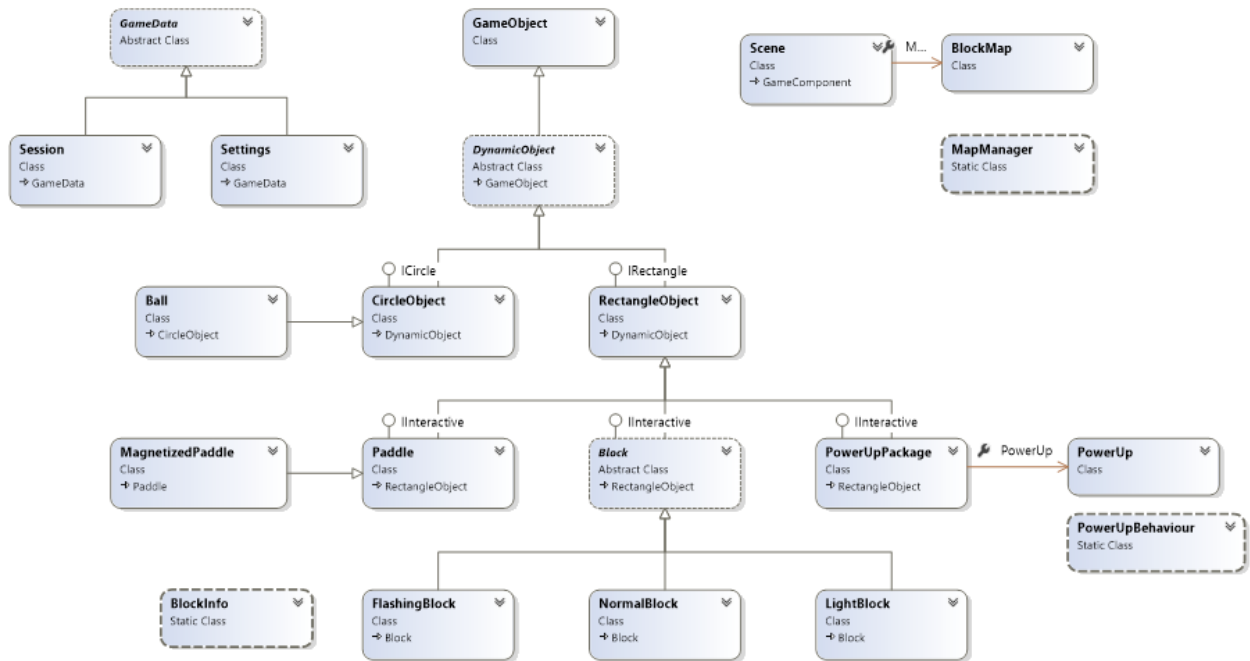 GameData
Abstract Class
GameObject
Class
Scene
Class
GameComponent
M...
BlockMap
Class
Session
Class
GameData
Settings
Class
GameData
DynamicObject
Abstract Class
GameObject
MapManager
Static Class
ICircle
IRectangle
Ball
Class
CircleObject
CircleObject
Class
DynamicObject
RectangleObject
Class
DynamicObject
IInteractive
IInteractive
IInteractive
MagnetizedPaddle
Class
Paddle
Paddle
Class
RectangleObject
Block
Abstract Class
RectangleObject
PowerUpPackage
Class
RectangleObject
PowerUp
PowerUp
Class
PowerUpBehaviour
Static Class
BlockInfo
Static Class
FlashingBlock
Class
Block
NormalBlock
Class
Block
LightBlock
Class
Block